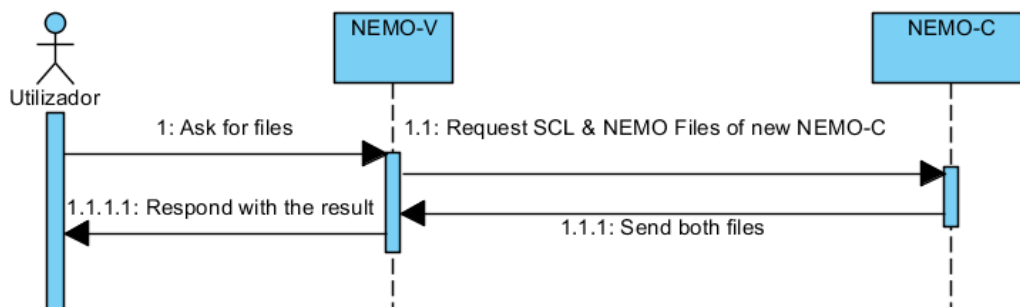 NEMO-V
NEMO-C
Utilizador
1: Ask for files
1.1: Request SCL & NEMO Files of new NEMO-C
1.1.1.1: Respond with the result
1.1.1: Send both files